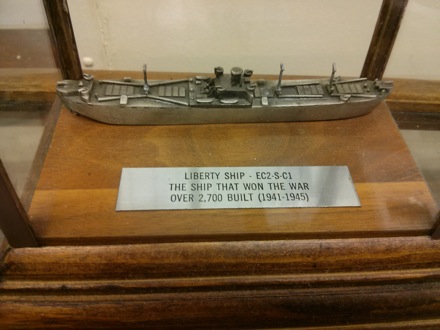 LIBERTY SHIP - EC2-S-C1
THE SHIP THAT WON THE WAR
OVER 2,700 BUILT (1941-1945)